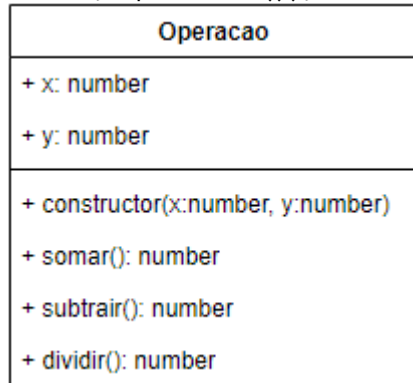 Operacao
+ x: number
+ y: number
+ constructor(x:number, y:number)
+ somar(): number
+ subtrair(): number
+ dividir(): number